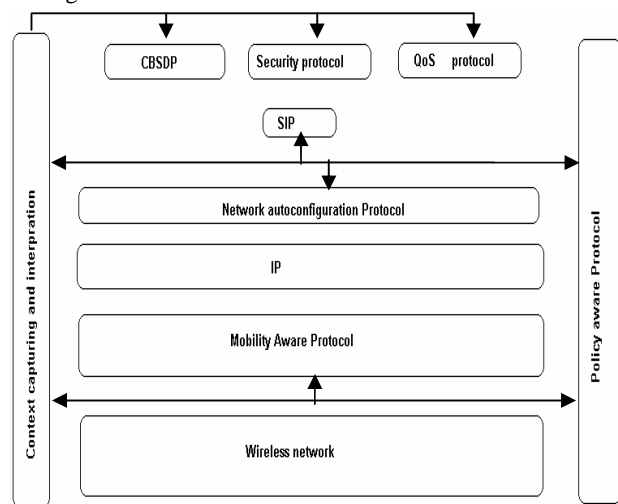 CBSDP
Security protocol
QoS protocol
SIP
Network autoconfiguration Protocol
IP
Mobility Aware Protocol
Wireless network
Context capturing and interpration
Policy aware Protocol